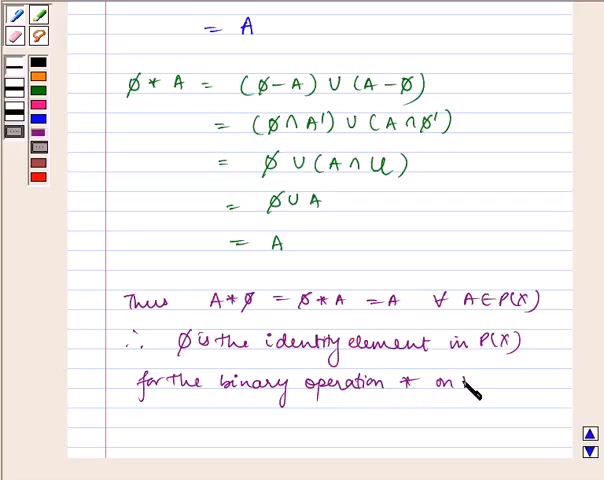 = A
∅ * A = (∅ - A) ∪ (A - ∅)
= (∅ ∩ A') ∪ (A ∩ ∅')
= ∅ ∪ (A ∩ U)
= ∅ ∪ A
= A
Thus A * ∅ = ∅ * A = A ∀ A ∈ P(X)
∴ ∅ is the identity element in P(X)
for the binary operation * on